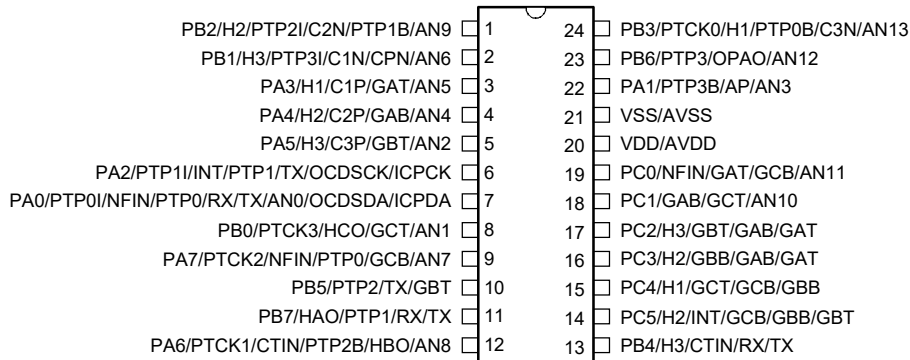 PB2/H2/PTP2I/C2N/PTP1B/AN9 1 24 PB3/PTCK0/H1/PTP0B/C3N/AN13
PB1/H3/PTP3I/C1N/CPN/AN6 2 23 PB6/PTP3/OPAO/AN12
PA3/H1/C1P/GAT/AN5 3 22 PA1/PTP3B/AP/AN3
PA4/H2/C2P/GAB/AN4 4 21 VSS/AVSS
PA5/H3/C3P/GBT/AN2 5 20 VDD/AVDD
PA2/PTP1I/INT/PTP1/TX/OCDSCK/ICPCK 6 19 PC0/NFIN/GAT/GCB/AN11
PA0/PTP0I/NFIN/PTP0/RX/TX/AN0/OCDSDA/ICPDA 7 18 PC1/GAB/GCT/AN10
PB0/PTCK3/HCO/GCT/AN1 8 17 PC2/H3/GBT/GAB/GAT
PA7/PTCK2/NFIN/PTP0/GCB/AN7 9 16 PC3/H2/GBB/GAB/GAT
PB5/PTP2/TX/GBT 10 15 PC4/H1/GCT/GCB/GBB
PB7/HAO/PTP1/RX/TX 11 14 PC5/H2/INT/GCB/GBB/GBT
PA6/PTCK1/CTIN/PTP2B/HBO/AN8 12 13 PB4/H3/CTIN/RX/TX